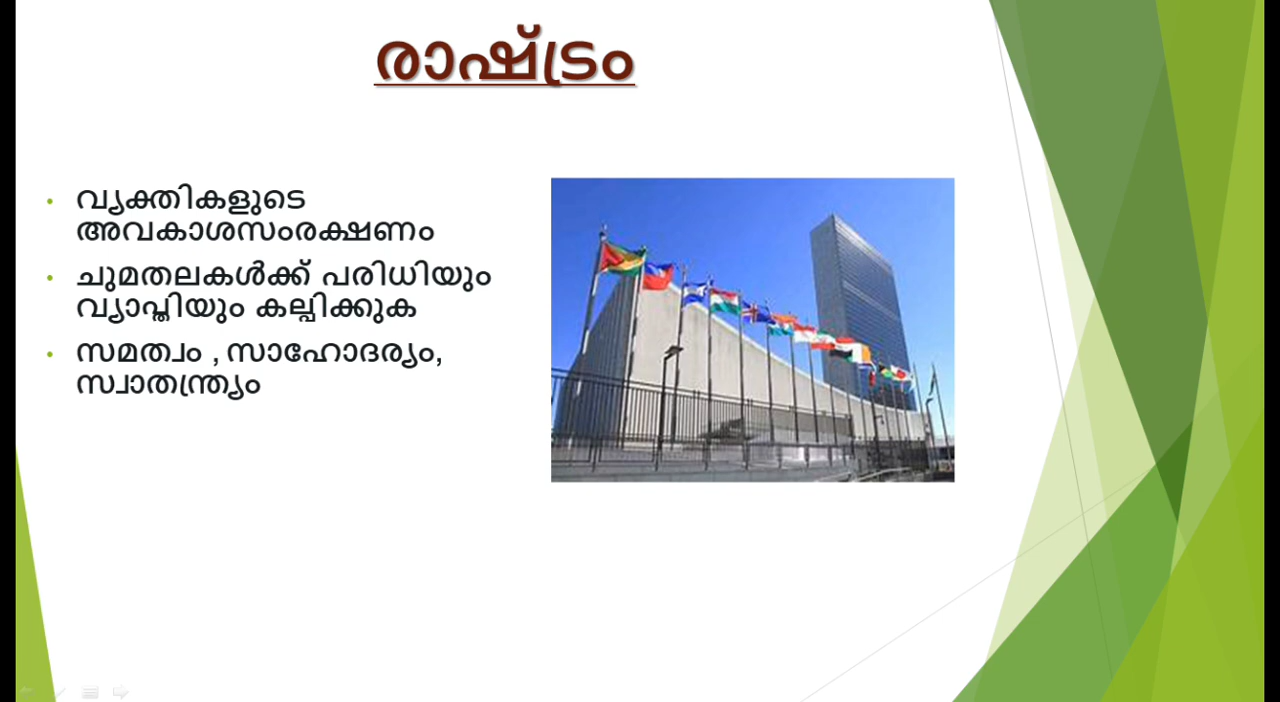 രാഷ്ട്രം
• വ്യക്തികളുടെ
അവകാശസംരക്ഷണം
• ചുമതലകൾക്ക് പരിധിയും
വ്യാപ്തിയും കല്പിക്കുക
• സമത്വം , സാഹോദര്യം,
സ്വാതന്ത്ര്യം